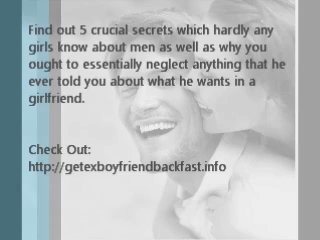 Find out 5 crucial secrets which hardly any
girls know about men as well as why you
ought to essentially neglect anything that he
ever told you about what he wants in a
girlfriend.
Check Out:
http://getexboyfriendbackfast.info